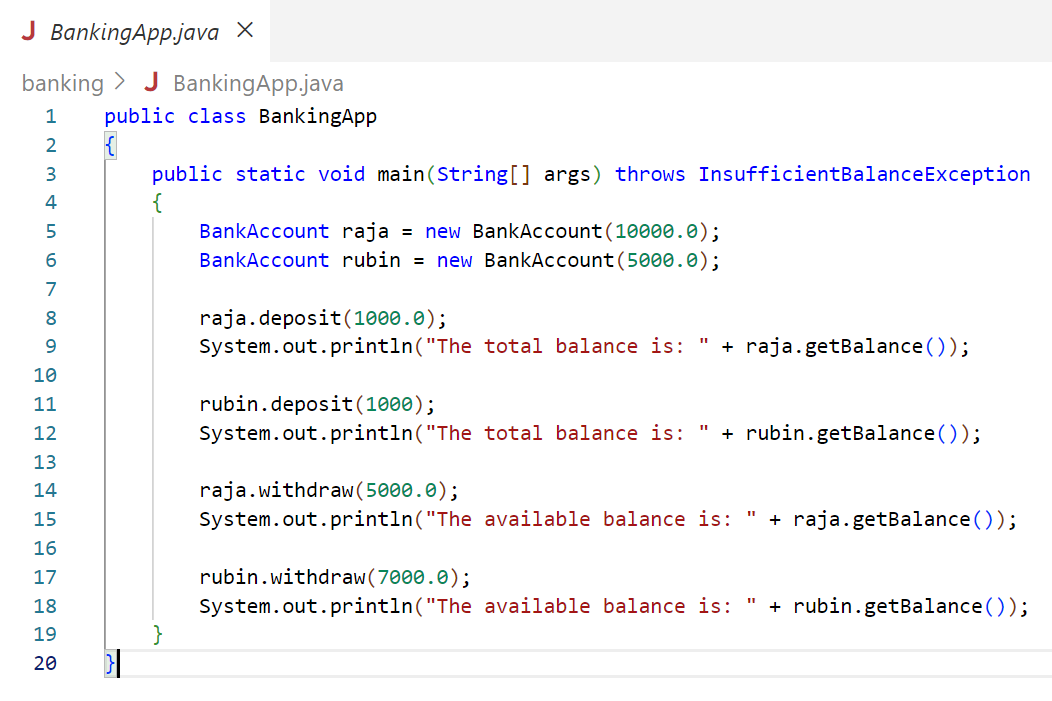 J BankingApp.java ×
banking > J BankingApp.java
1 public class BankingApp
2 {
3     public static void main(String[] args) throws InsufficientBalanceException
4     {
5         BankAccount raja = new BankAccount(10000.0);
6         BankAccount rubin = new BankAccount(5000.0);
7
8         raja.deposit(1000.0);
9         System.out.println("The total balance is: " + raja.getBalance());
10
11         rubin.deposit(1000);
12         System.out.println("The total balance is: " + rubin.getBalance());
13
14         raja.withdraw(5000.0);
15         System.out.println("The available balance is: " + raja.getBalance());
16
17         rubin.withdraw(7000.0);
18         System.out.println("The available balance is: " + rubin.getBalance());
19     }
20 }